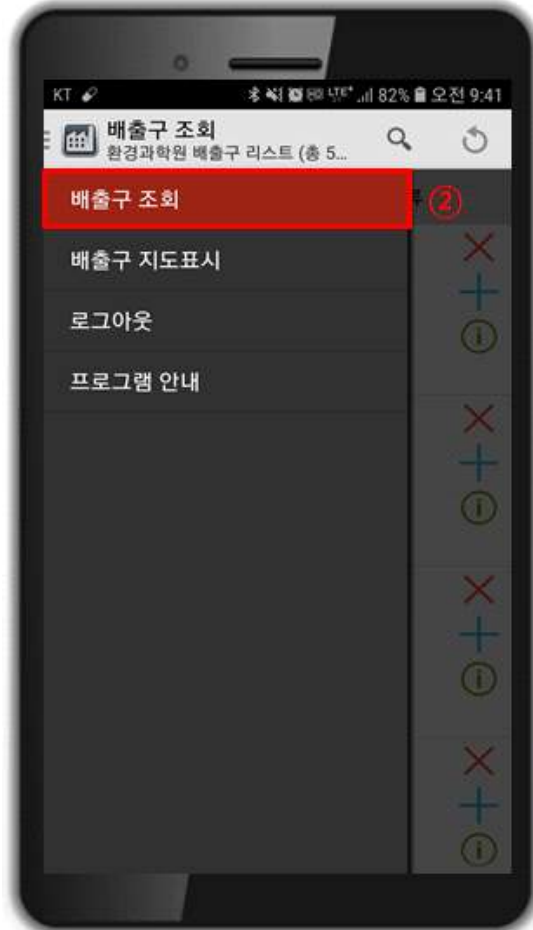 KT 82% 오전 9:41
배출구 조회
환경과학원 배출구 리스트 (총 5...
배출구 조회
류 ②
배출구 지도표시
로그아웃
프로그램 안내